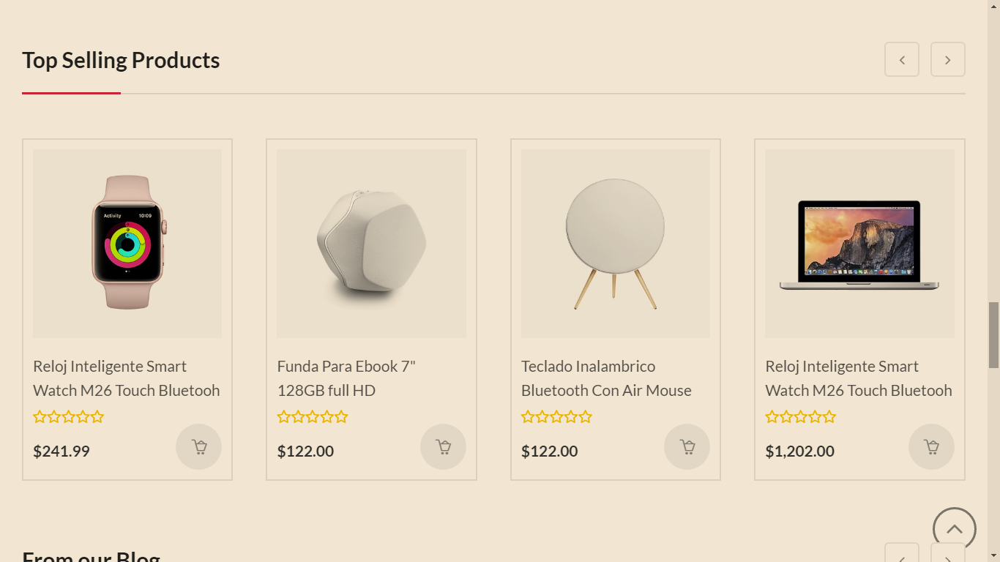 Top Selling Products
Activity 10:09
Reloj Inteligente Smart
Watch M26 Touch Bluetooh
$241.99
Funda Para Ebook 7"
128GB full HD
$122.00
Teclado Inalambrico
Bluetooth Con Air Mouse
$122.00
Reloj Inteligente Smart
Watch M26 Touch Bluetooh
$1,202.00
From our Blog